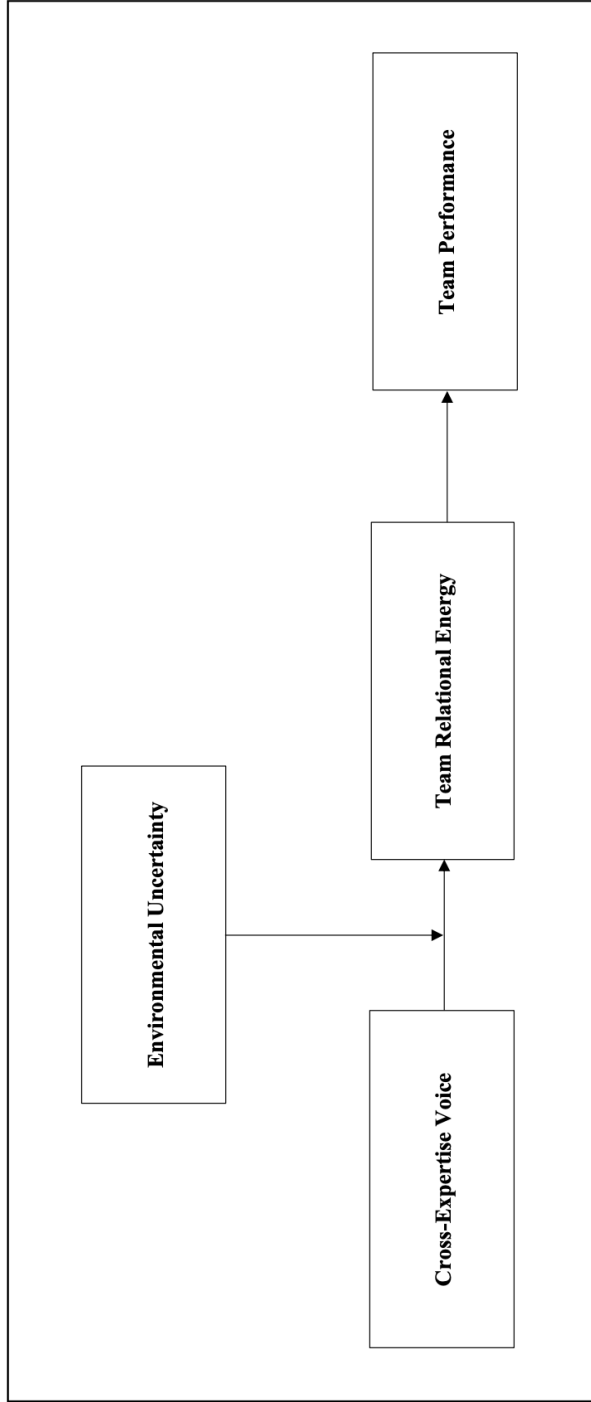 Environmental Uncertainty
Cross-Expertise Voice
Team Relational Energy
Team Performance